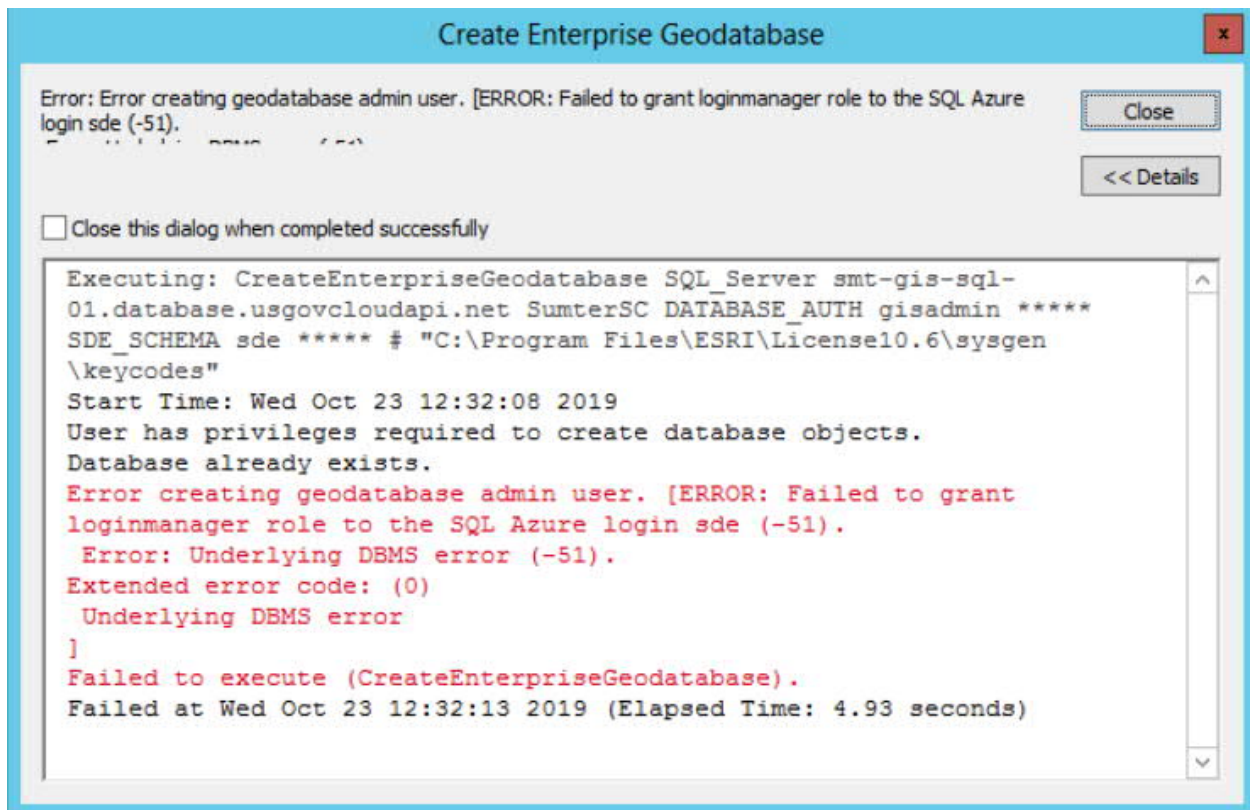 Create Enterprise Geodatabase
x
Error: Error creating geodatabase admin user. [ERROR: Failed to grant loginmanager role to the SQL Azure
login sde (-51).
Close
<< Details
Close this dialog when completed successfully
Executing: CreateEnterpriseGeodatabase SQL_Server smt-gis-sql-
01.database.usgovcloudapi.net SumterSC DATABASE_AUTH gisadmin *****
SDE_SCHEMA sde ***** # "C:\Program Files\ESRI\License10.6\sysgen
\keycodes"
Start Time: Wed Oct 23 12:32:08 2019
User has privileges required to create database objects.
Database already exists.
Error creating geodatabase admin user. [ERROR: Failed to grant
loginmanager role to the SQL Azure login sde (-51).
Error: Underlying DBMS error (-51).
Extended error code: (0)
Underlying DBMS error
]
Failed to execute (CreateEnterpriseGeodatabase).
Failed at Wed Oct 23 12:32:13 2019 (Elapsed Time: 4.93 seconds)